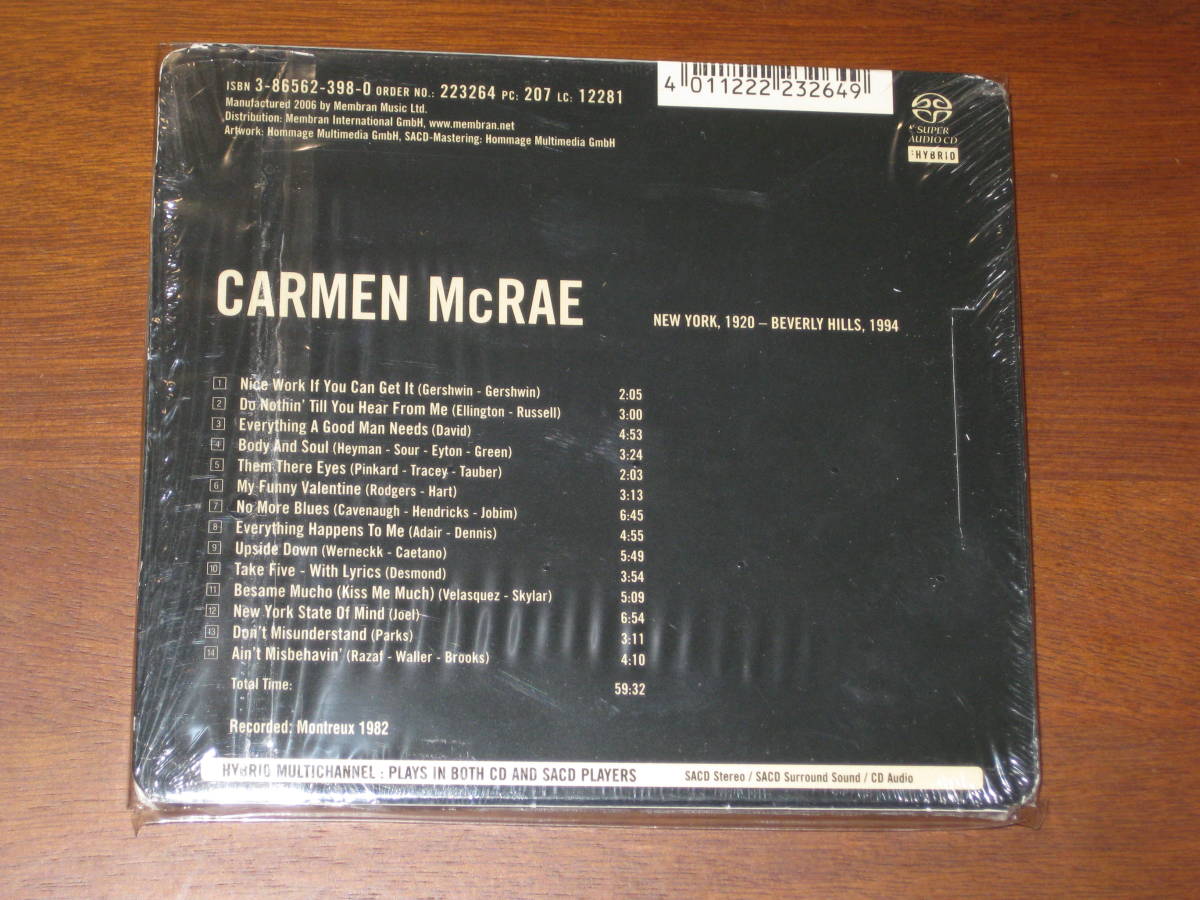 ISBN 3-86562-398-0 ORDER NO.: 223264 PC: 207 LC: 12281
Manufactured 2006 by Membran Music Ltd.
Distribution: Membran International GmbH, www.membran.net
Artwork: Hommage Multimedia GmbH, SACD-Mastering: Hommage Multimedia GmbH
4 011222 232649
SUPER
AUDIO CD
HYBRID
CARMEN McRAE
NEW YORK, 1920 – BEVERLY HILLS, 1994
1 Nice Work If You Can Get It (Gershwin - Gershwin) 2:05
2 Do Nothin' Till You Hear From Me (Ellington - Russell) 3:00
3 Everything A Good Man Needs (David) 4:53
4 Body And Soul (Heyman - Sour - Eyton - Green) 3:24
5 Them There Eyes (Pinkard - Tracey - Tauber) 2:03
6 My Funny Valentine (Rodgers - Hart) 3:13
7 No More Blues (Cavenaugh - Hendricks - Jobim) 6:45
8 Everything Happens To Me (Adair - Dennis) 4:55
9 Upside Down (Werneckk - Caetano) 5:49
10 Take Five - With Lyrics (Desmond) 3:54
11 Besame Mucho (Kiss Me Much) (Velasquez - Skylar) 5:09
12 New York State Of Mind (Joel) 6:54
13 Don't Misunderstand (Parks) 3:11
14 Ain't Misbehavin' (Razaf - Waller - Brooks) 4:10
Total Time: 59:32
Recorded: Montreux 1982
HYBRID MULTICHANNEL : PLAYS IN BOTH CD AND SACD PLAYERS SACD Stereo / SACD Surround Sound / CD Audio